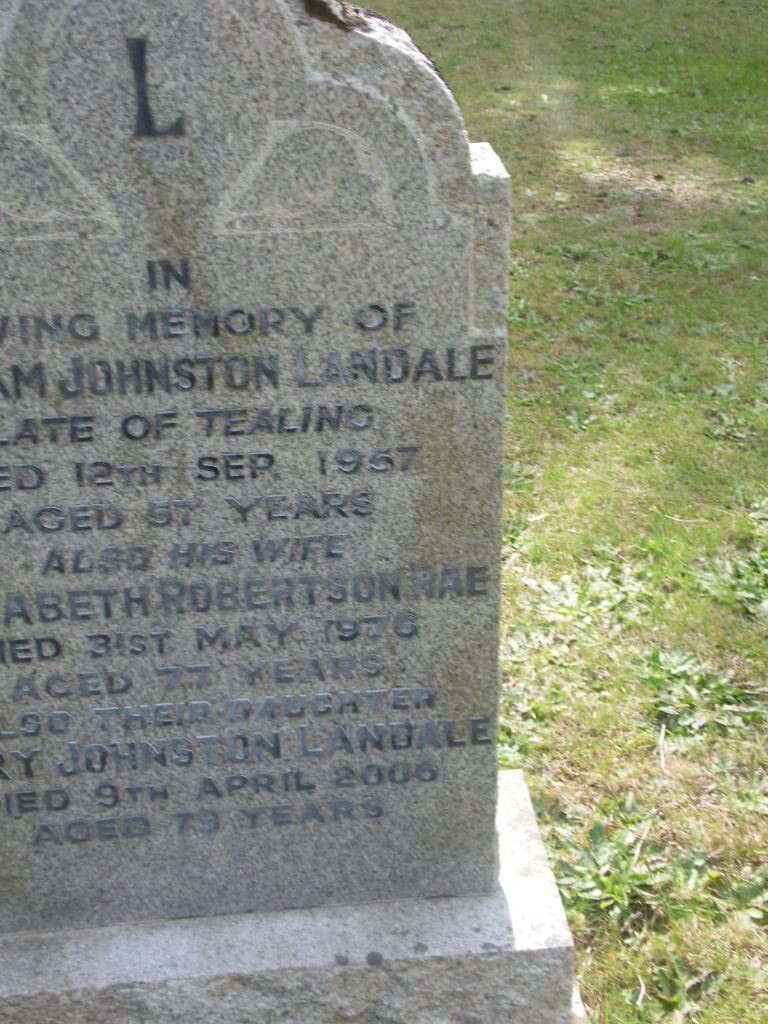 L
IN
VING MEMORY OF
AM JOHNSTON LANDALE
LATE OF TEALING
ED 12TH SEP. 1957
AGED 57 YEARS
ALSO HIS WIFE
ABETH ROBERTSON RAE
IED 31ST MAY 1976
AGED 77 YEARS
LSO THEIR DAUGHTER
RY JOHNSTON LANDALE
IED 9TH APRIL 2006
AGED 79 YEARS